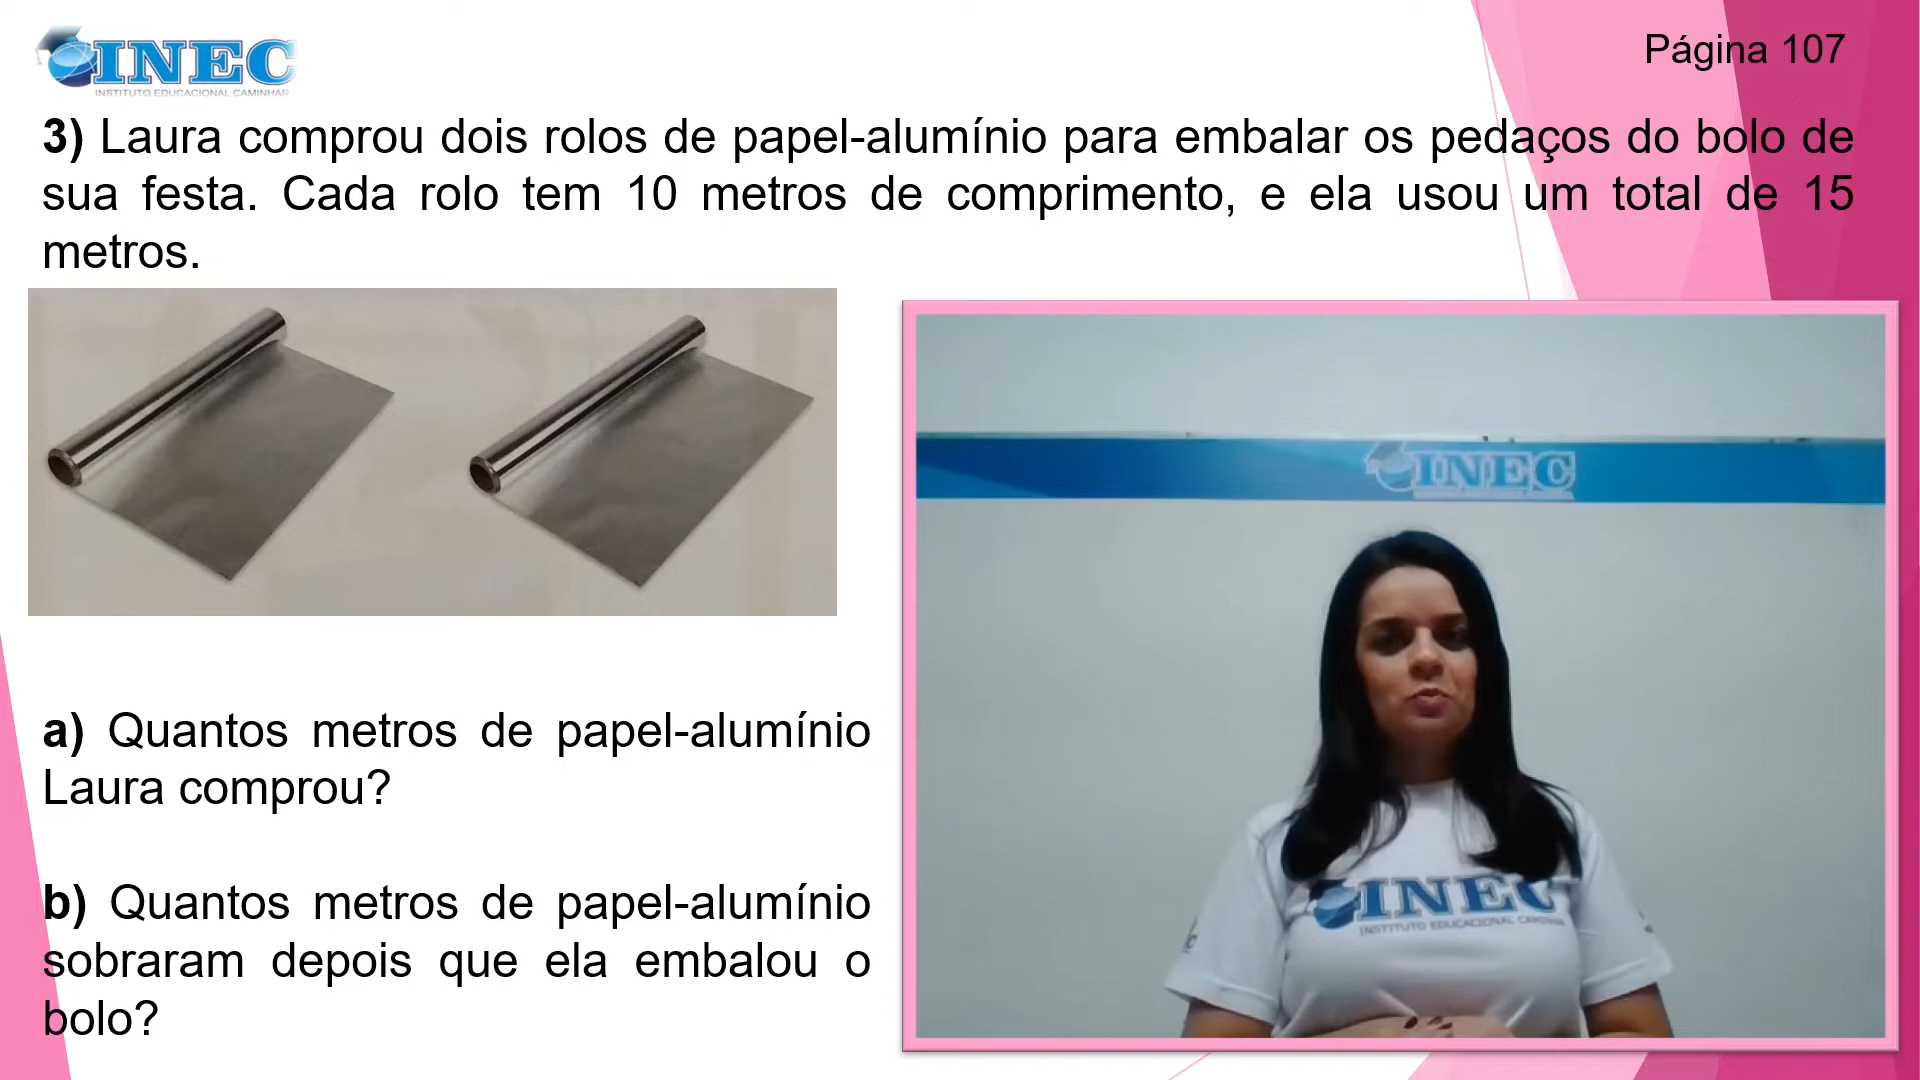 INEC
INSTITUTO EDUCACIONAL CAMINHAR
Página 107
3) Laura comprou dois rolos de papel-alumínio para embalar os pedaços do bolo de
sua festa. Cada rolo tem 10 metros de comprimento, e ela usou um total de 15
metros.
a) Quantos metros de papel-alumínio
Laura comprou?
b) Quantos metros de papel-alumínio
sobraram depois que ela embalou o
bolo?
INEC
INEC
INSTITUTO EDUCACIONAL CAMINHAR